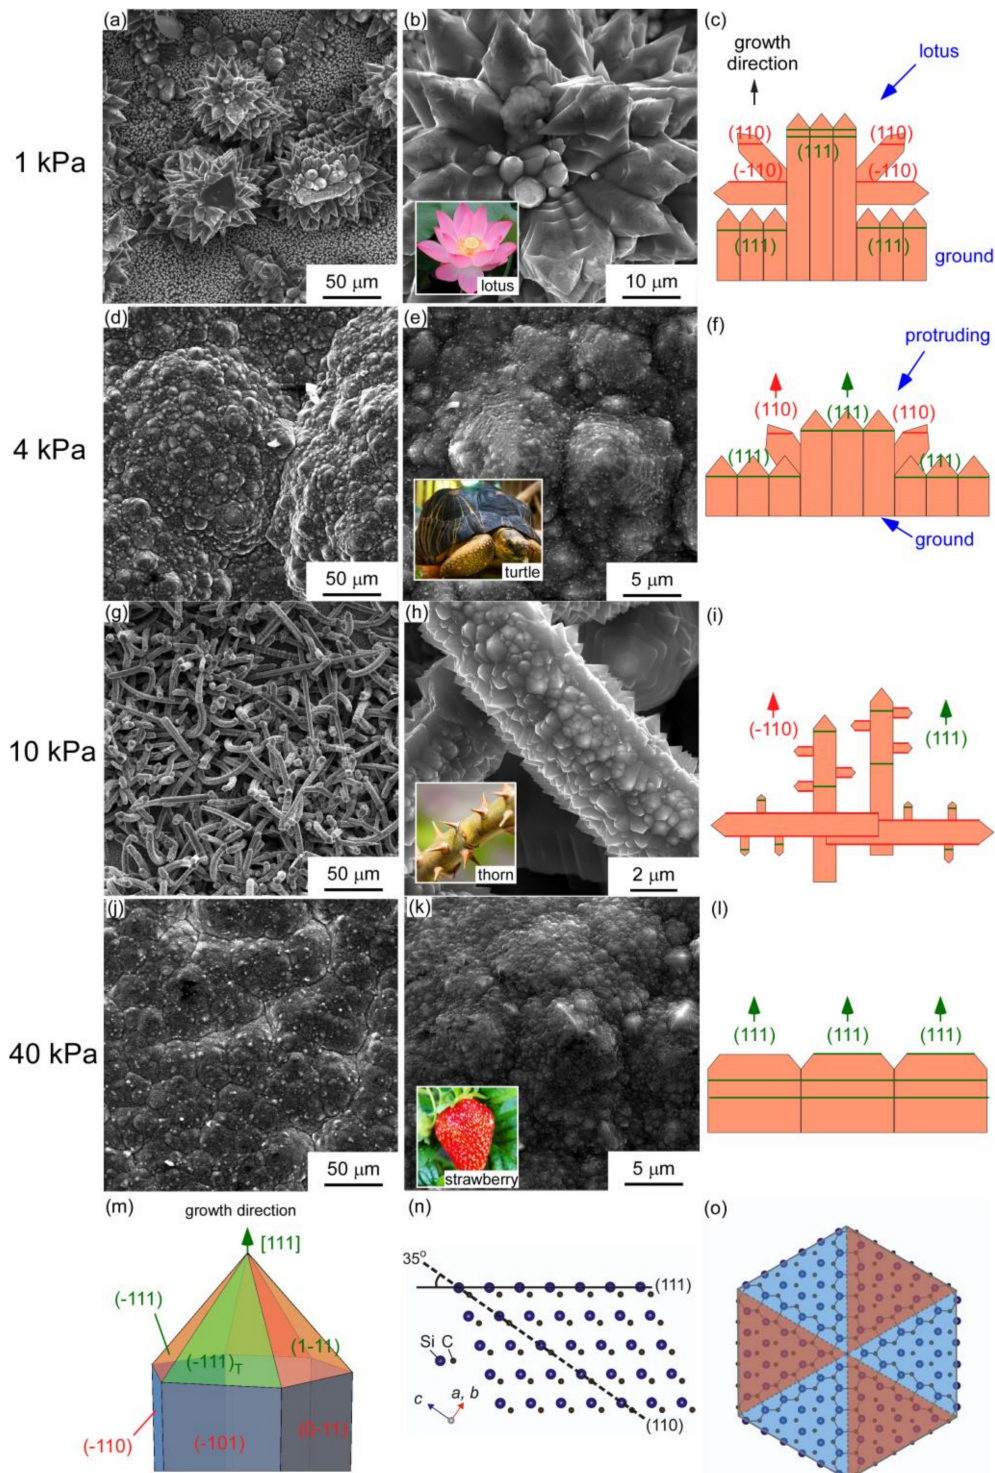 (a)
(b)
(c)
1 kPa
50 μm
lotus
10 μm
growth
direction
lotus
(110)
(110)
(111)
(-110)
(-110)
(111)
(111)
ground
(d)
(e)
(f)
4 kPa
50 μm
turtle
5 μm
protruding
(110)
(111)
(110)
(111)
(111)
ground
(g)
(h)
(i)
10 kPa
50 μm
thorn
2 μm
(-110)
(111)
(j)
(k)
(l)
40 kPa
50 μm
strawberry
5 μm
(111)
(111)
(111)
(m)
growth direction
[111]
(-111)
(1-11)
(-111)T
(-110)
(-101)
(0-11)
(n)
35o
(111)
Si C
c
a, b
(110)
(o)